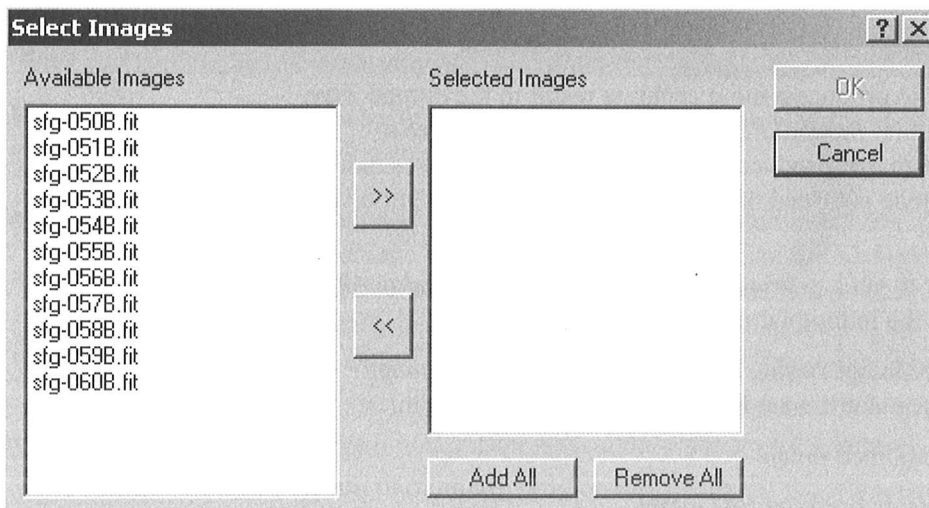 Select Images
? ×
Available Images
Selected Images
OK
Cancel
sfg-050B.fit
sfg-051B.fit
sfg-052B.fit
sfg-053B.fit
sfg-054B.fit
sfg-055B.fit
sfg-056B.fit
sfg-057B.fit
sfg-058B.fit
sfg-059B.fit
sfg-060B.fit
>>
<<
Add All
Remove All